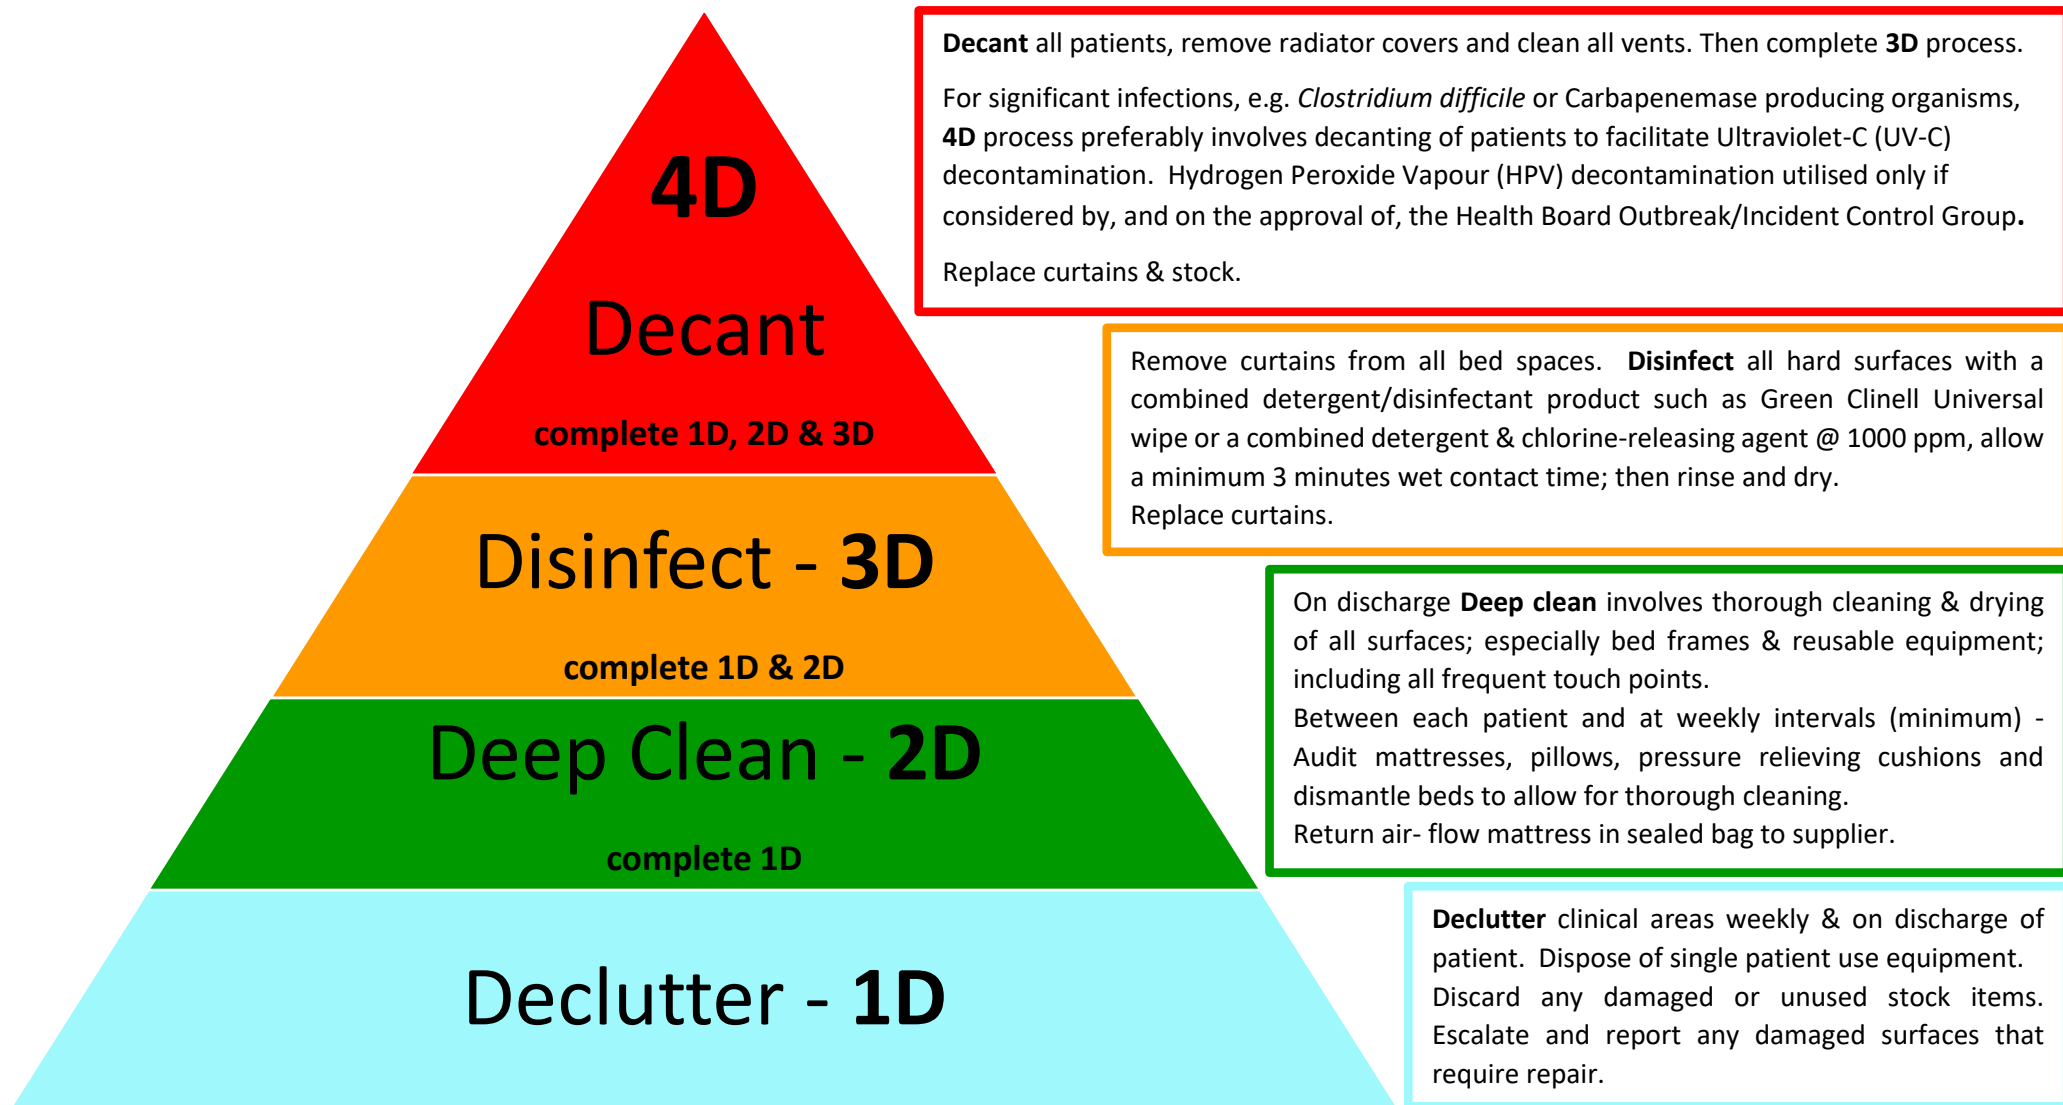 4D
Decant
complete 1D, 2D & 3D
Decant all patients, remove radiator covers and clean all vents. Then complete 3D process.
For significant infections, e.g. Clostridium difficile or Carbapenemase producing organisms,
4D process preferably involves decanting of patients to facilitate Ultraviolet-C (UV-C)
decontamination.  Hydrogen Peroxide Vapour (HPV) decontamination utilised only if
considered by, and on the approval of, the Health Board Outbreak/Incident Control Group.
Replace curtains & stock.
Disinfect - 3D
complete 1D & 2D
Remove curtains from all bed spaces.  Disinfect all hard surfaces with a
combined detergent/disinfectant product such as Green Clinell Universal
wipe or a combined detergent & chlorine-releasing agent @ 1000 ppm, allow
a minimum 3 minutes wet contact time; then rinse and dry.
Replace curtains.
Deep Clean - 2D
complete 1D
On discharge Deep clean involves thorough cleaning & drying
of all surfaces; especially bed frames & reusable equipment;
including all frequent touch points.
Between each patient and at weekly intervals (minimum) -
Audit mattresses, pillows, pressure relieving cushions and
dismantle beds to allow for thorough cleaning.
Return air- flow mattress in sealed bag to supplier.
Declutter - 1D
Declutter clinical areas weekly & on discharge of
patient.  Dispose of single patient use equipment.
Discard any damaged or unused stock items.
Escalate and report any damaged surfaces that
require repair.